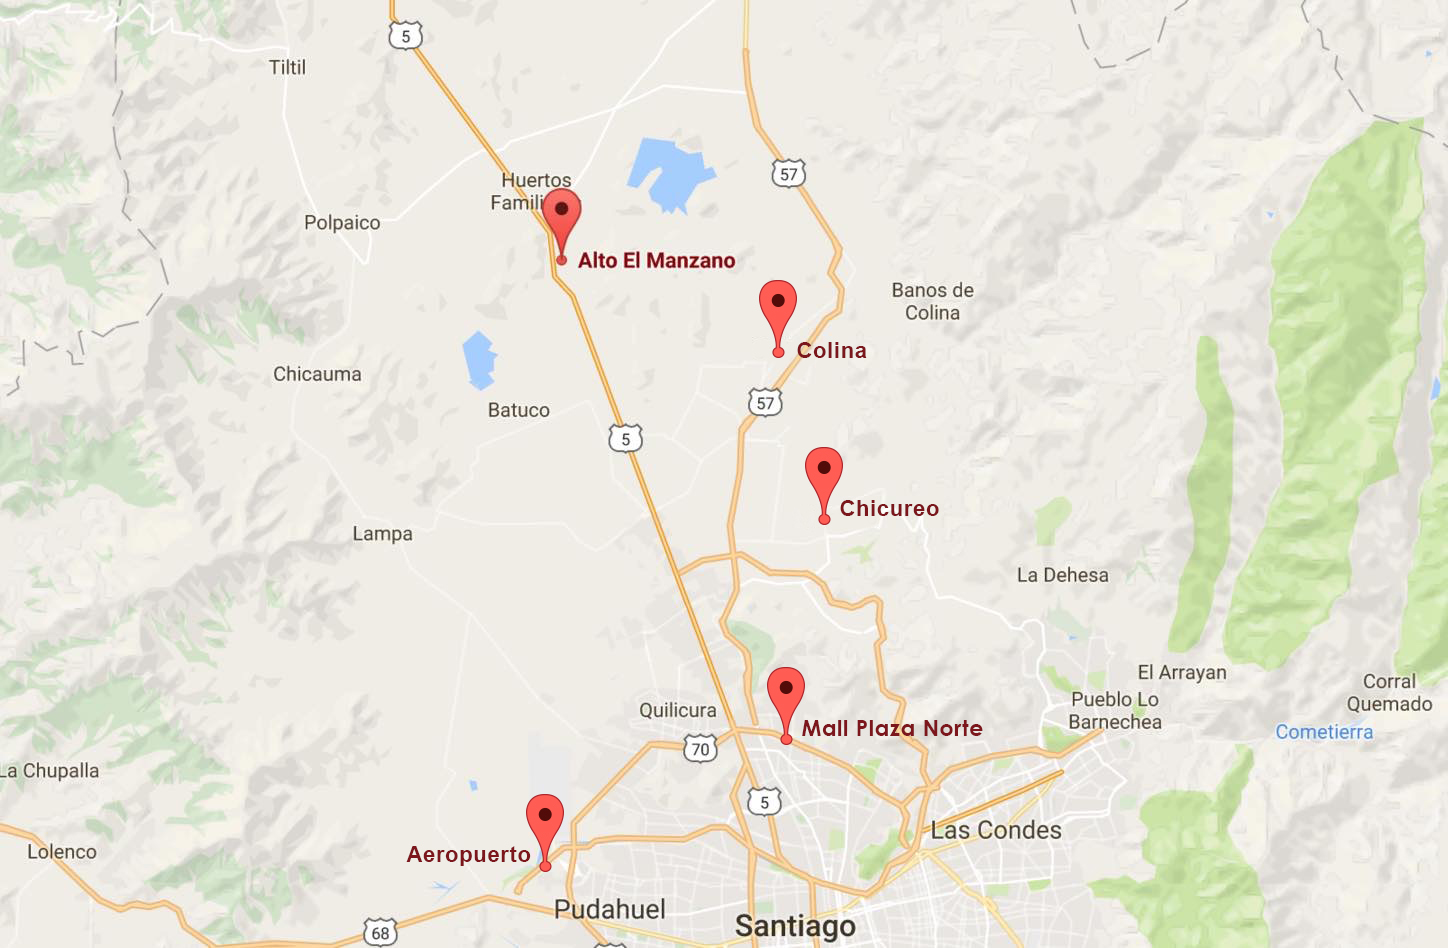 5
Tiltil
57
Huertos
Famili
Polpaico
Alto El Manzano
Banos de
Colina
Colina
Chicauma
57
Batuco
5
Chicureo
Lampa
La Dehesa
El Arrayan
Corral
Quemado
Pueblo Lo
Barnechea
Quilicura
Mall Plaza Norte
Cometierra
70
La Chupalla
5
Las Condes
Lolenco
Aeropuerto
Pudahuel
Santiago
68